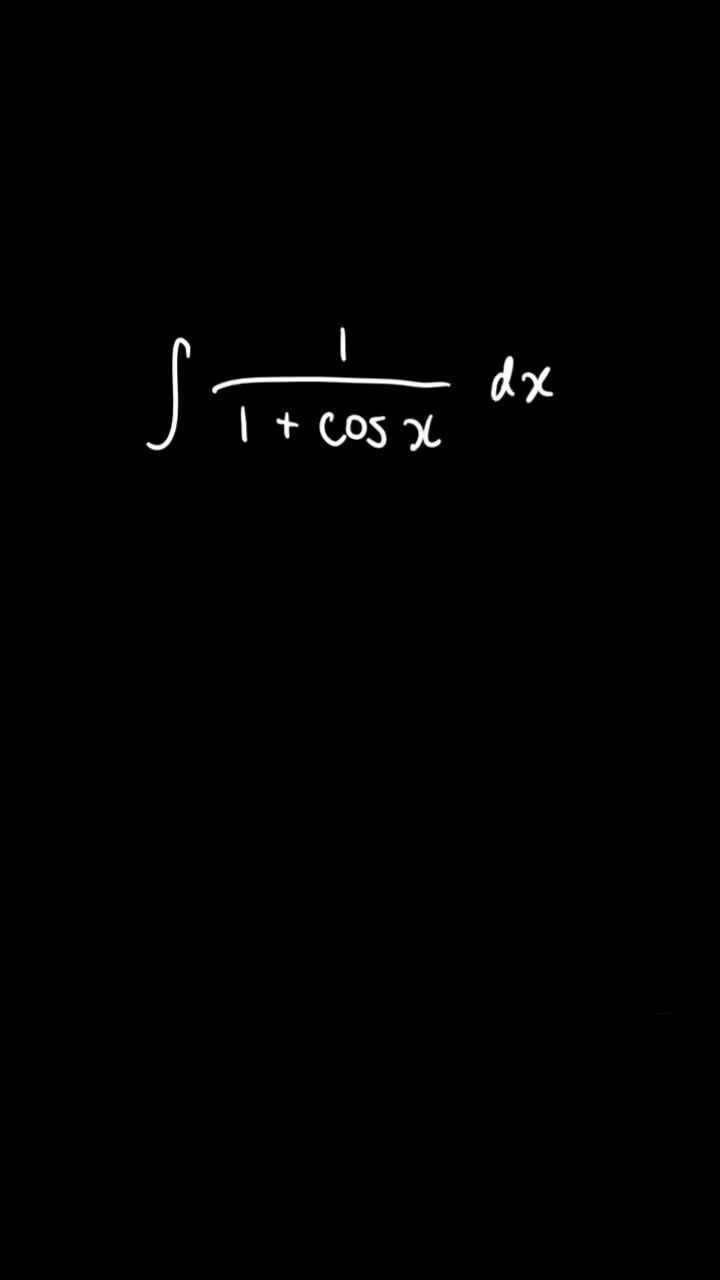 ∫ 1/(1 + cos x) dx